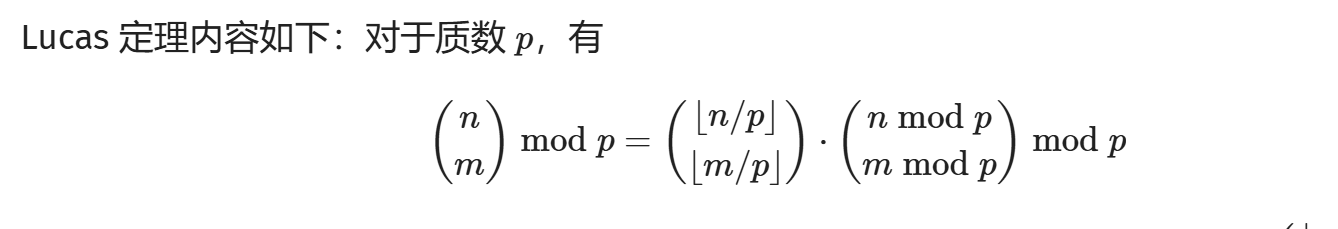 Lucas 定理内容如下：对于质数 p，有
(n m) mod p = (⌊n/p⌋ ⌊m/p⌋) · (n mod p m mod p) mod p